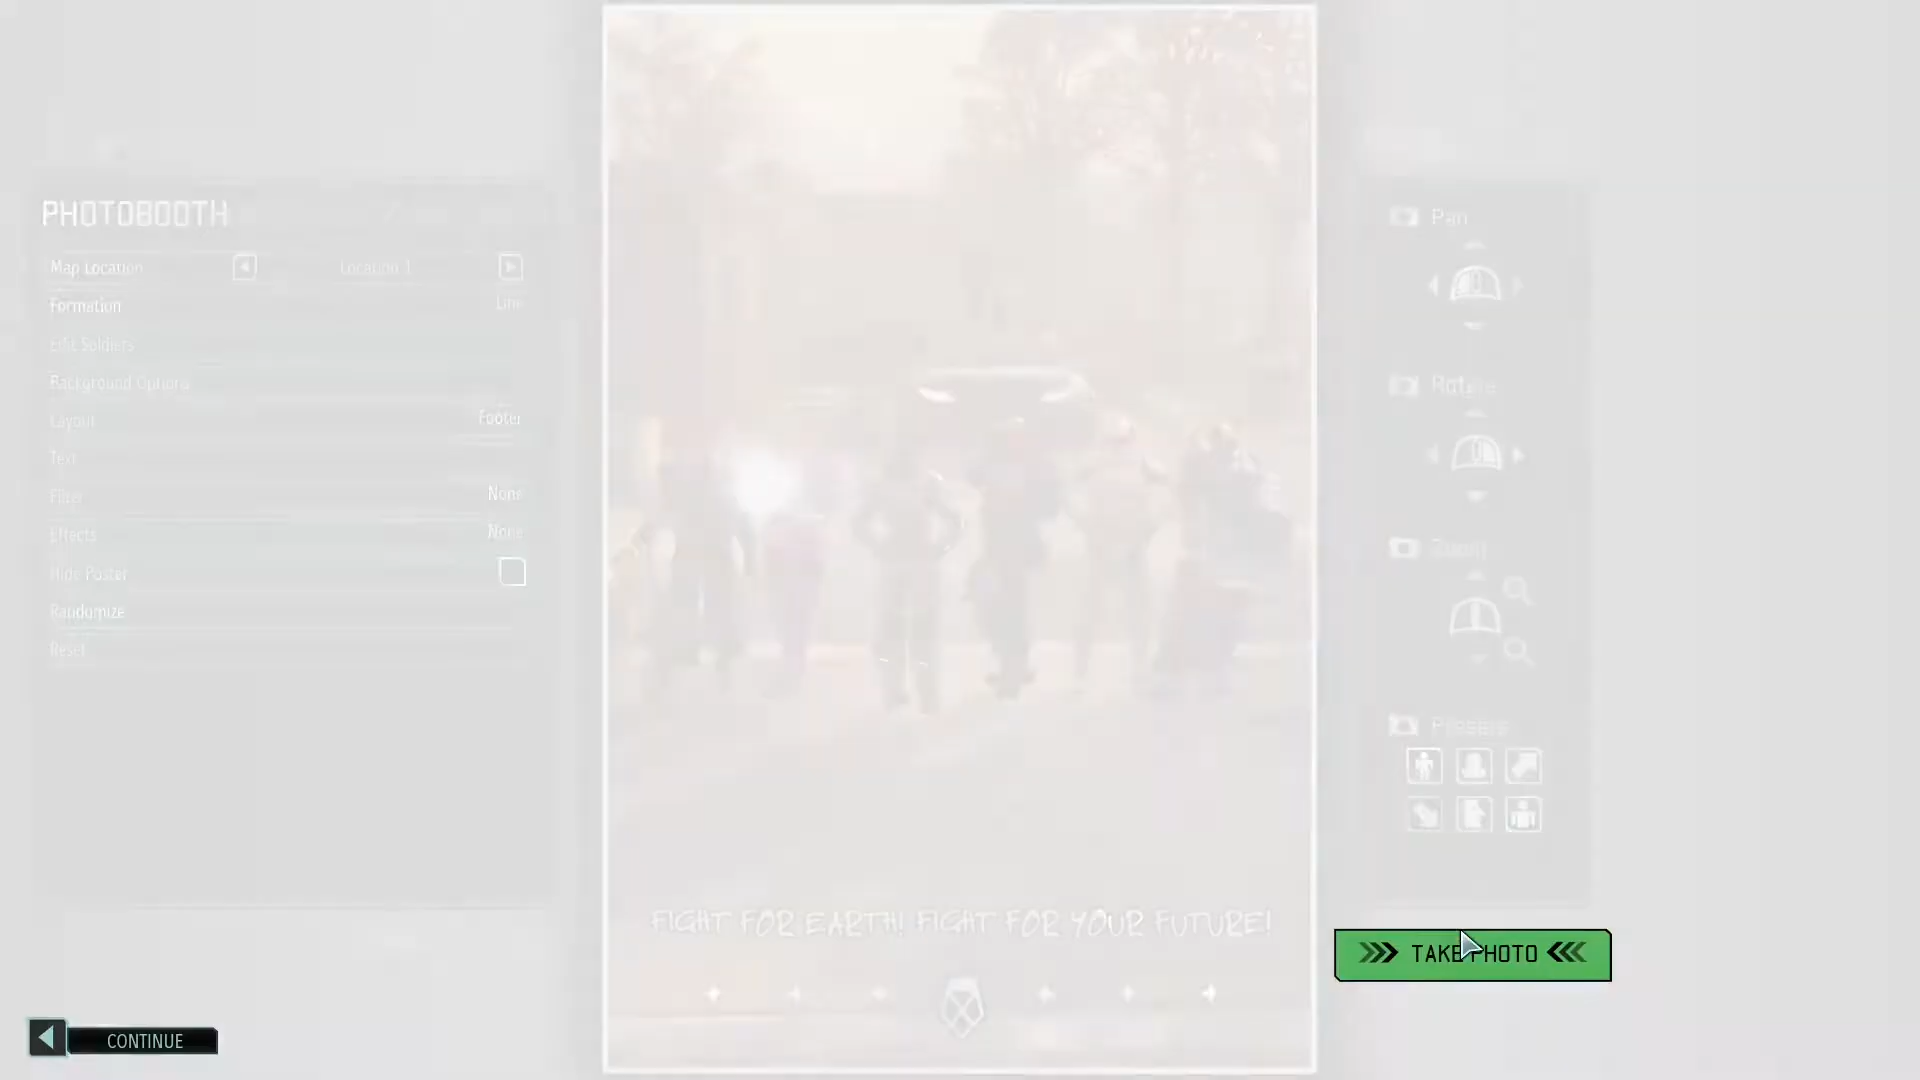 PHOTOBOOTH
Map Location
Location 1
Formation
Line
Edit Soldiers
Background Options
Layout
Footer
Text
Filter
None
Effects
None
Hide Poster
Randomize
Reset
CONTINUE
FIGHT FOR EARTH! FIGHT FOR YOUR FUTURE!
Pan
Rotate
Zoom
Presets
TAKE PHOTO